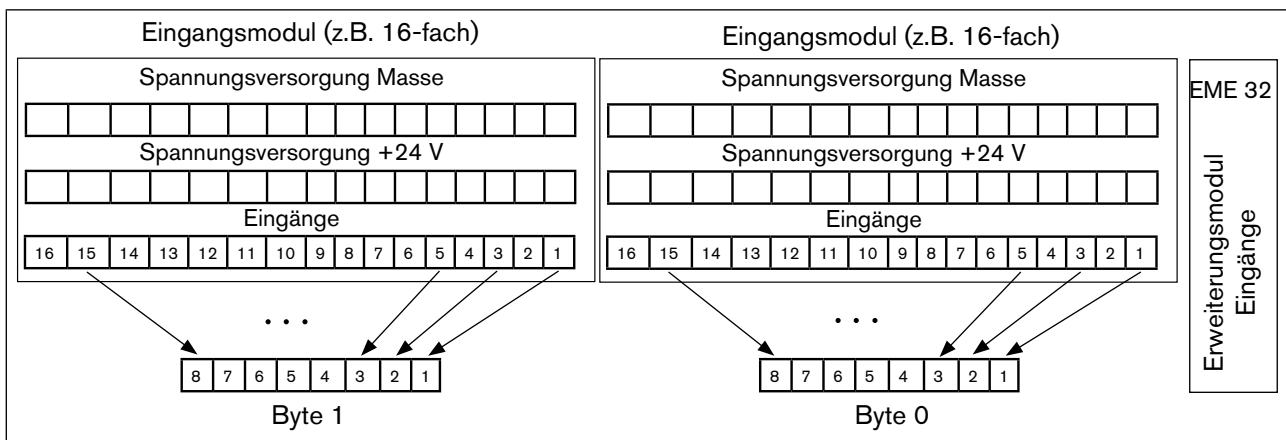 Eingangsmodul (z.B. 16-fach)
Spannungsversorgung Masse
Spannungsversorgung +24 V
Eingänge
16 15 14 13 12 11 10 9 8 7 6 5 4 3 2 1
. . .
8 7 6 5 4 3 2 1
Byte 1
Eingangsmodul (z.B. 16-fach)
Spannungsversorgung Masse
Spannungsversorgung +24 V
Eingänge
16 15 14 13 12 11 10 9 8 7 6 5 4 3 2 1
. . .
8 7 6 5 4 3 2 1
Byte 0
EME 32
Erweiterungsmodul
Eingänge